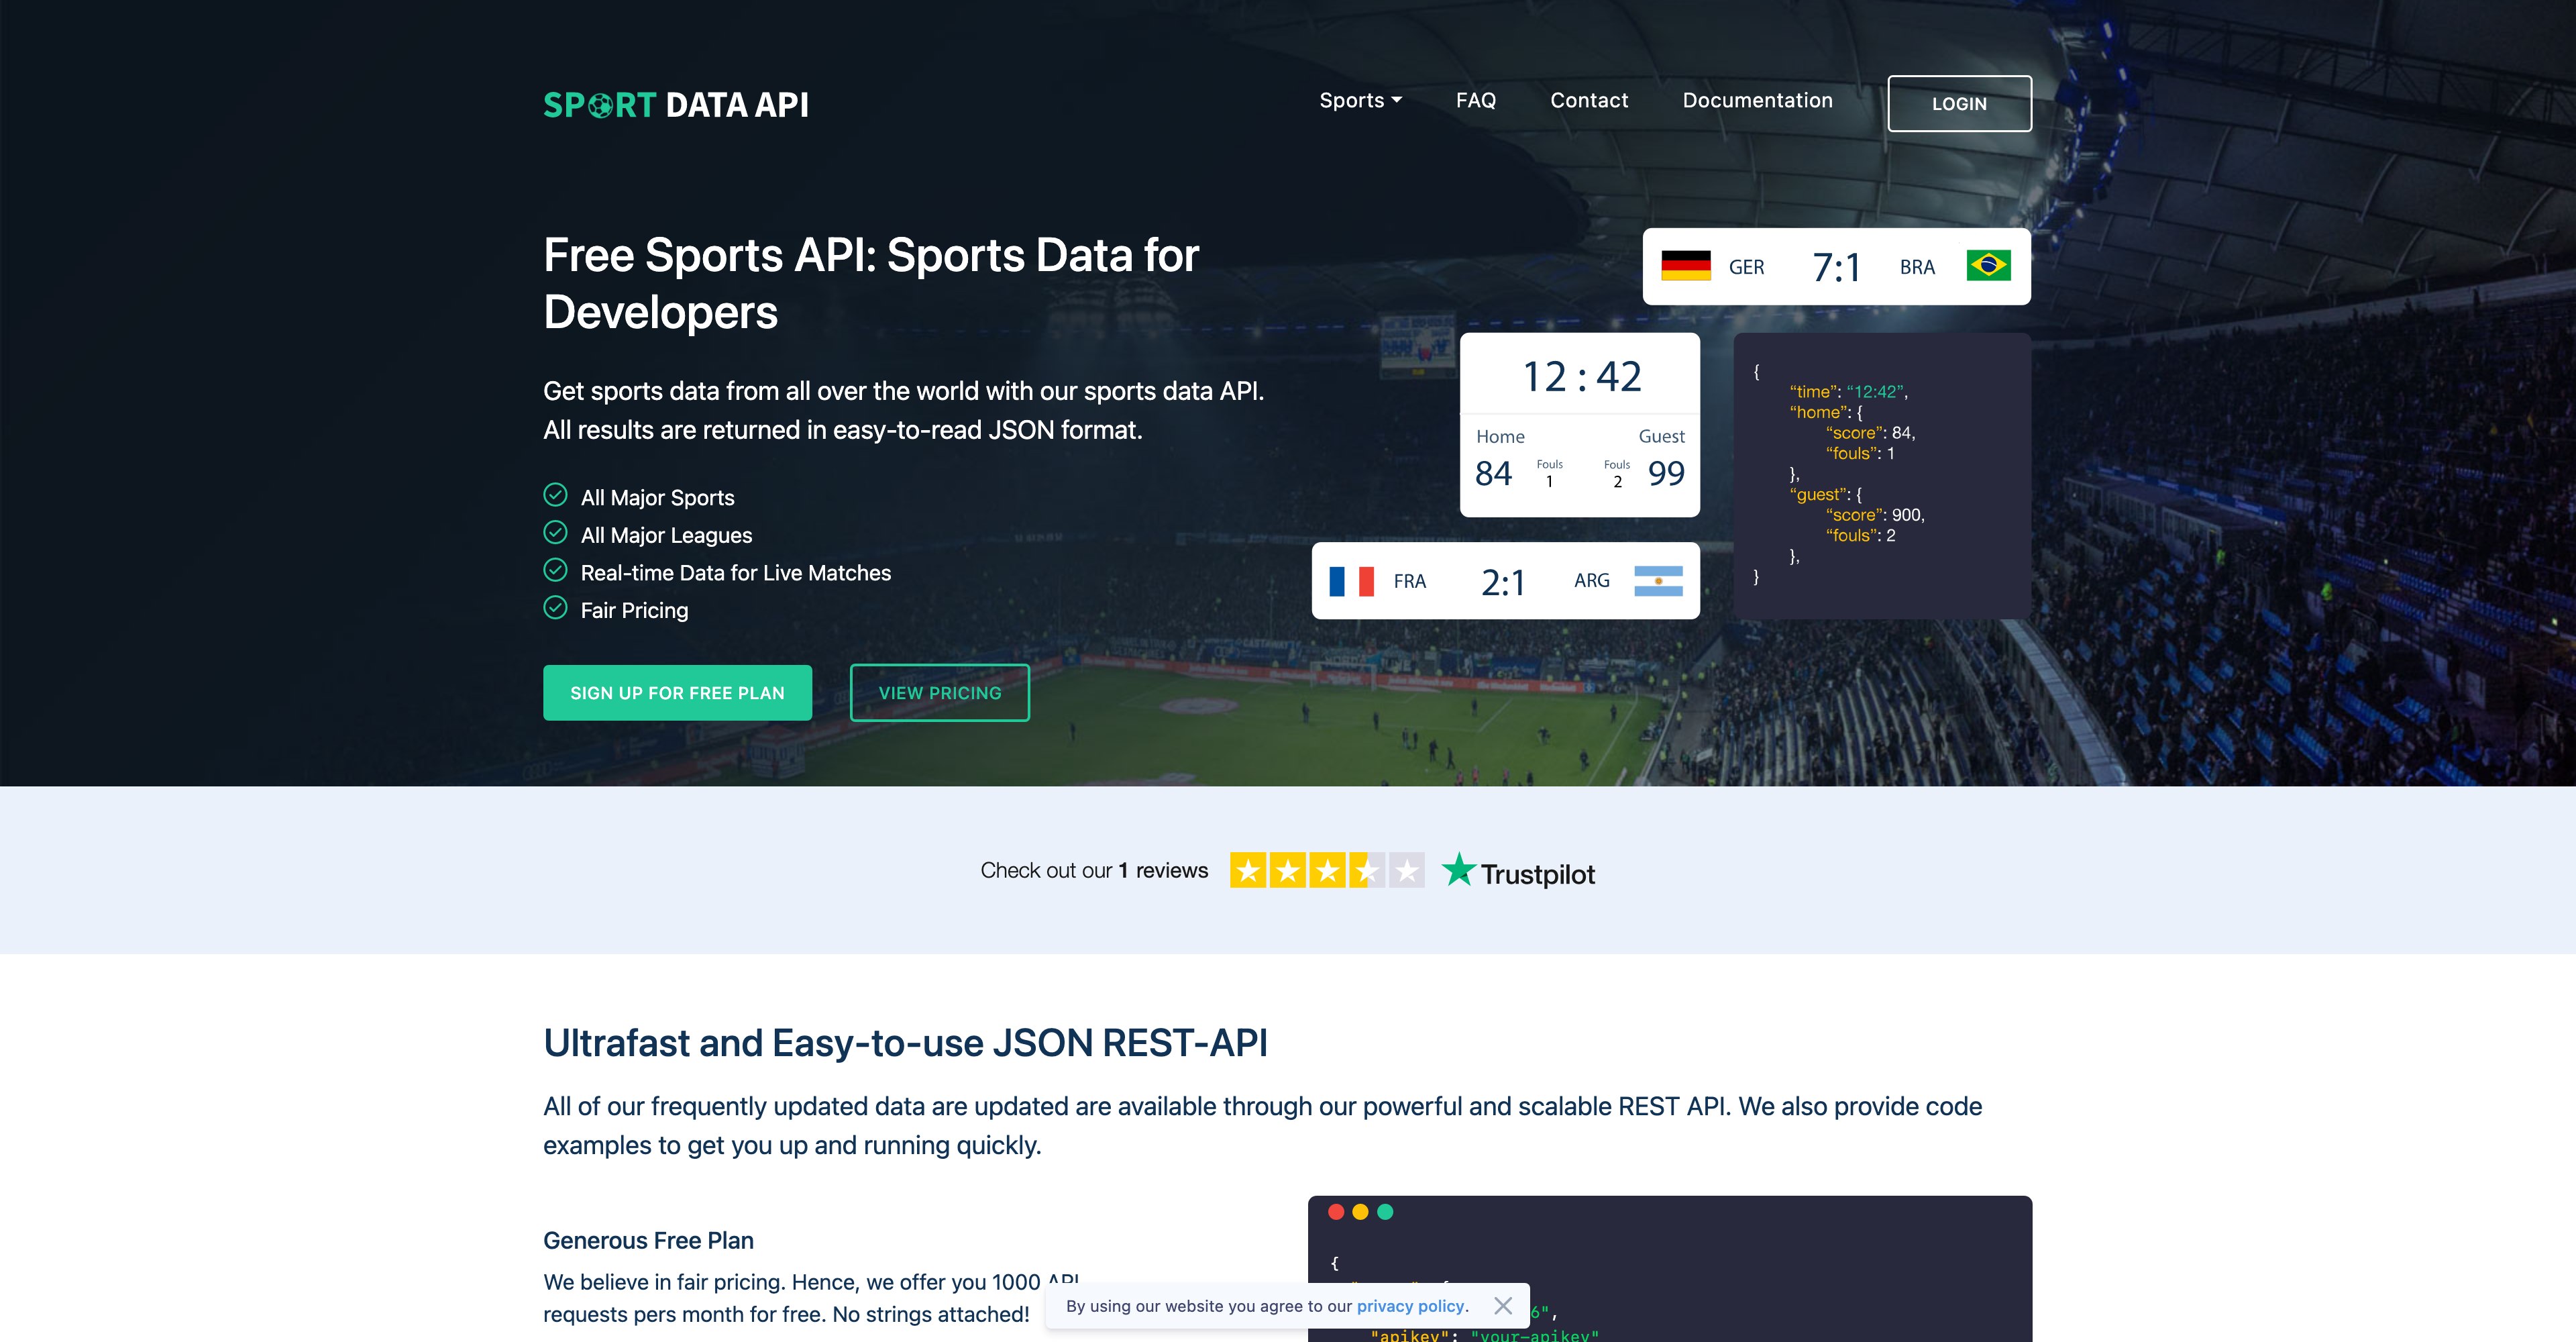 SPORT DATA API
Sports
FAQ
Contact
Documentation
LOGIN
Free Sports API: Sports Data for
Developers
Get sports data from all over the world with our sports data API.
All results are returned in easy-to-read JSON format.
All Major Sports
All Major Leagues
Real-time Data for Live Matches
Fair Pricing
SIGN UP FOR FREE PLAN
VIEW PRICING
GER 7:1 BRA
12 : 42
Home Guest
84 Fouls 1 Fouls 2 99
FRA 2:1 ARG
{
“time”: “12:42”,
“home”: {
“score”: 84,
“fouls”: 1
},
“guest”: {
“score”: 900,
“fouls”: 2
},
}
Check out our 1 reviews
Trustpilot
Ultrafast and Easy-to-use JSON REST-API
All of our frequently updated data are updated are available through our powerful and scalable REST API. We also provide code
examples to get you up and running quickly.
Generous Free Plan
We believe in fair pricing. Hence, we offer you 1000 API
requests pers month for free. No strings attached!
{
6",
"apikey": "your-apikey"
By using our website you agree to our privacy policy.